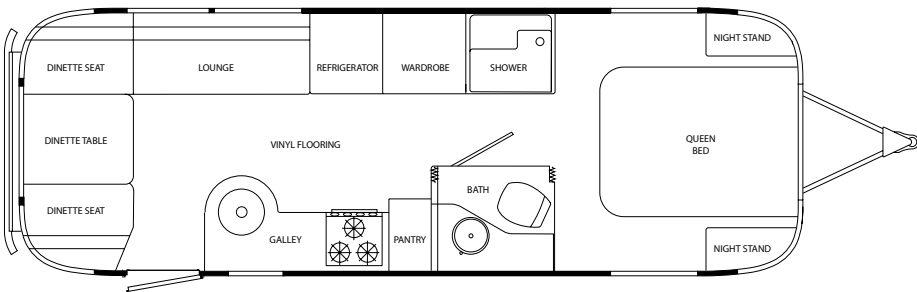 NIGHT STAND
DINETTE SEAT
LOUNGE
REFRIGERATOR
WARDROBE
SHOWER
DINETTE TABLE
VINYL FLOORING
QUEEN
BED
BATH
DINETTE SEAT
GALLEY
PANTRY
NIGHT STAND